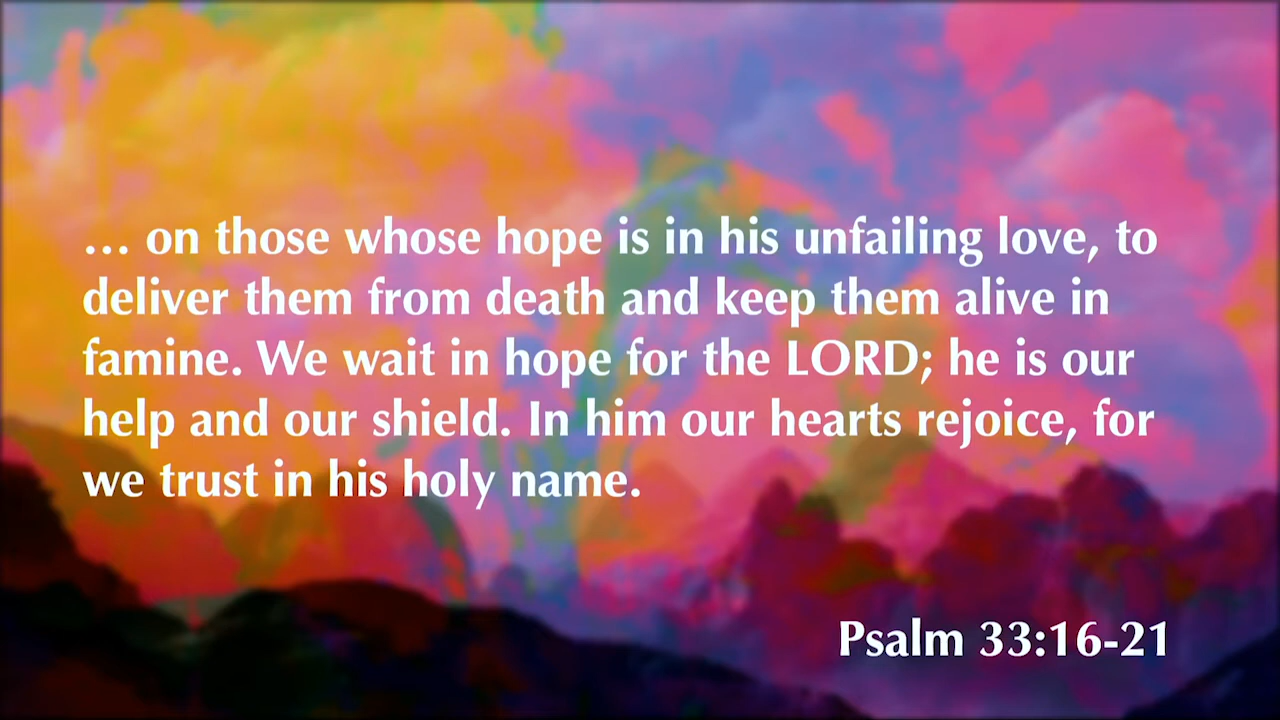 ... on those whose hope is in his unfailing love, to
deliver them from death and keep them alive in
famine. We wait in hope for the LORD; he is our
help and our shield. In him our hearts rejoice, for
we trust in his holy name.
Psalm 33:16-21